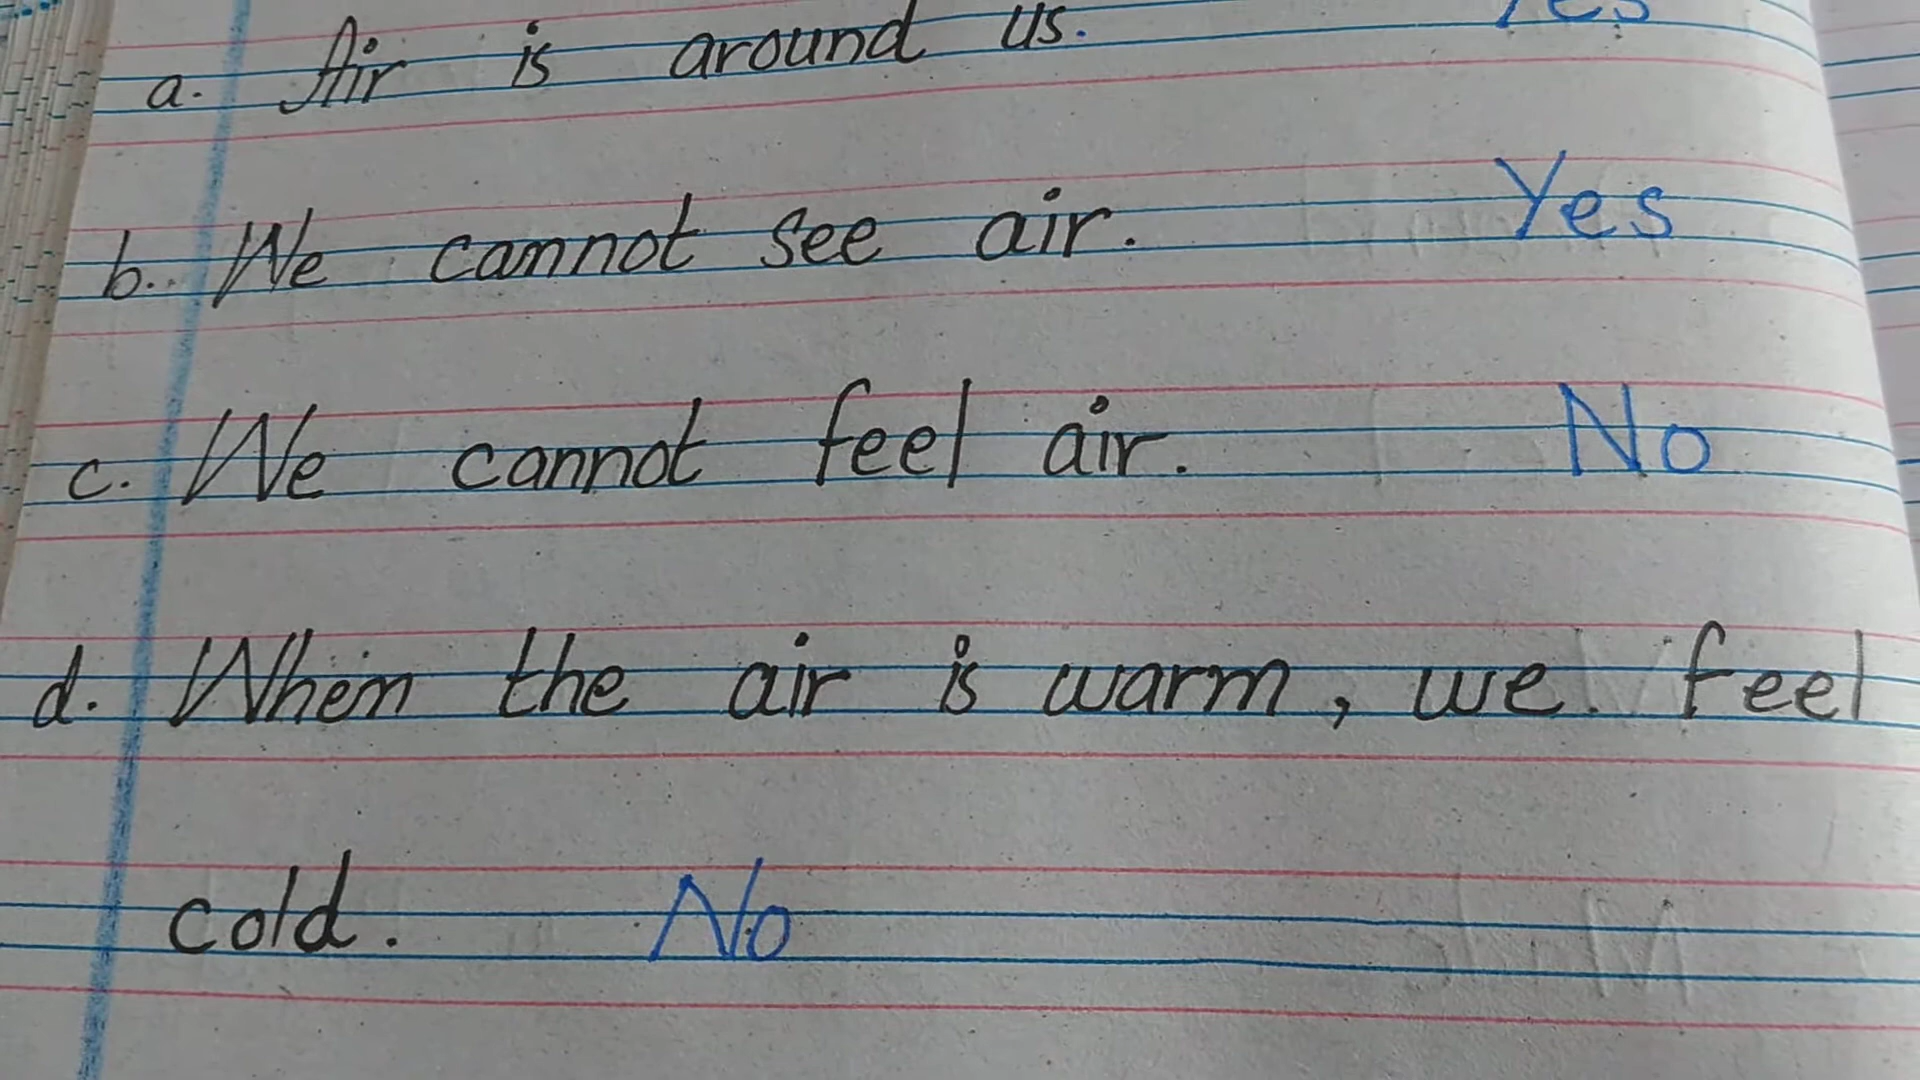 a. Air is around us. Yes
b. We cannot see air. Yes
c. We cannot feel air. No
d. When the air is warm, we feel
cold. No